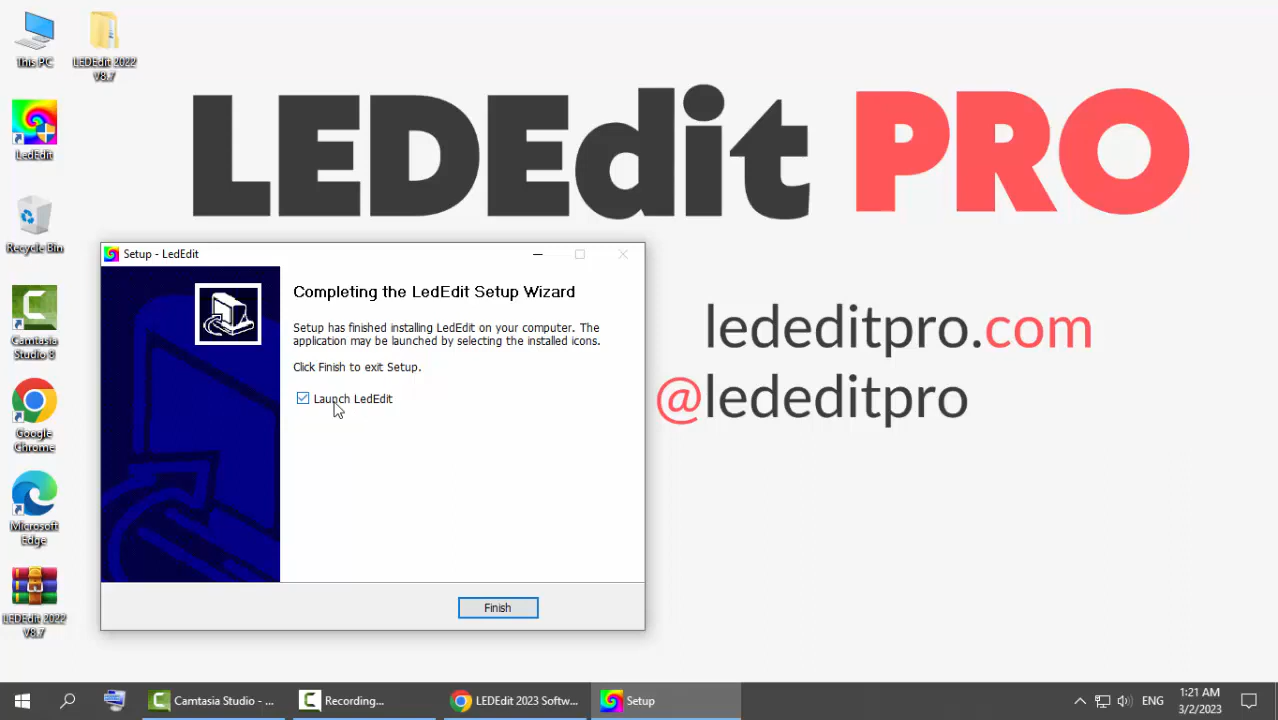 This PC
LEDEdit 2022
V8.7
LedEdit
Recycle Bin
Camtasia
Studio 8
Google
Chrome
Microsoft
Edge
LEDEdit 2022
V8.7
LEDEdit PRO
lededitpro.com
@lededitpro
Setup - LedEdit
Completing the LedEdit Setup Wizard
Setup has finished installing LedEdit on your computer. The
application may be launched by selecting the installed icons.
Click Finish to exit Setup.
Launch LedEdit
Finish
Camtasia Studio - ...
Recording...
LEDEdit 2023 Softw...
Setup
ENG
1:21 AM
3/2/2023